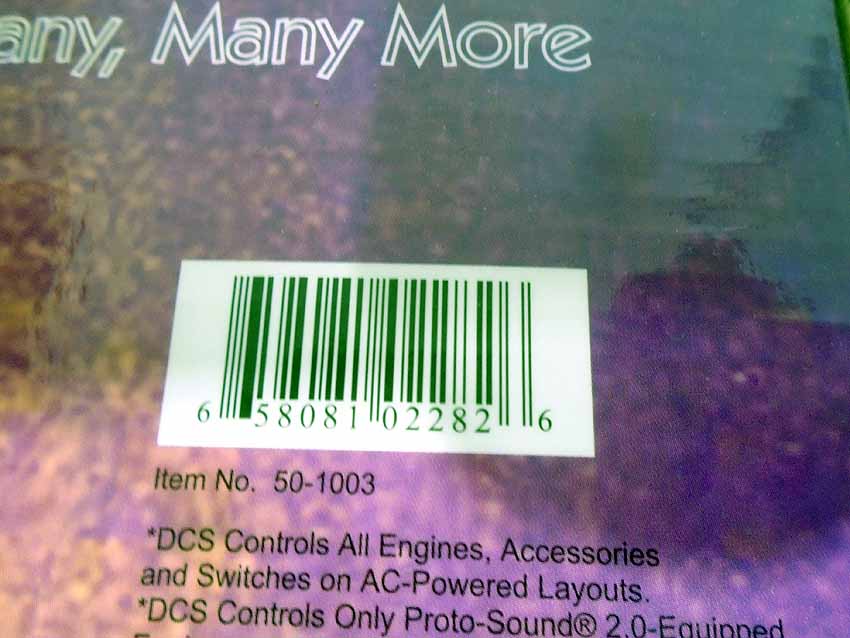 any, Many More
6 58081 02282 6
Item No. 50-1003
*DCS Controls All Engines, Accessories
and Switches on AC-Powered Layouts.
*DCS Controls Only Proto-Sound® 2.0-Equipped